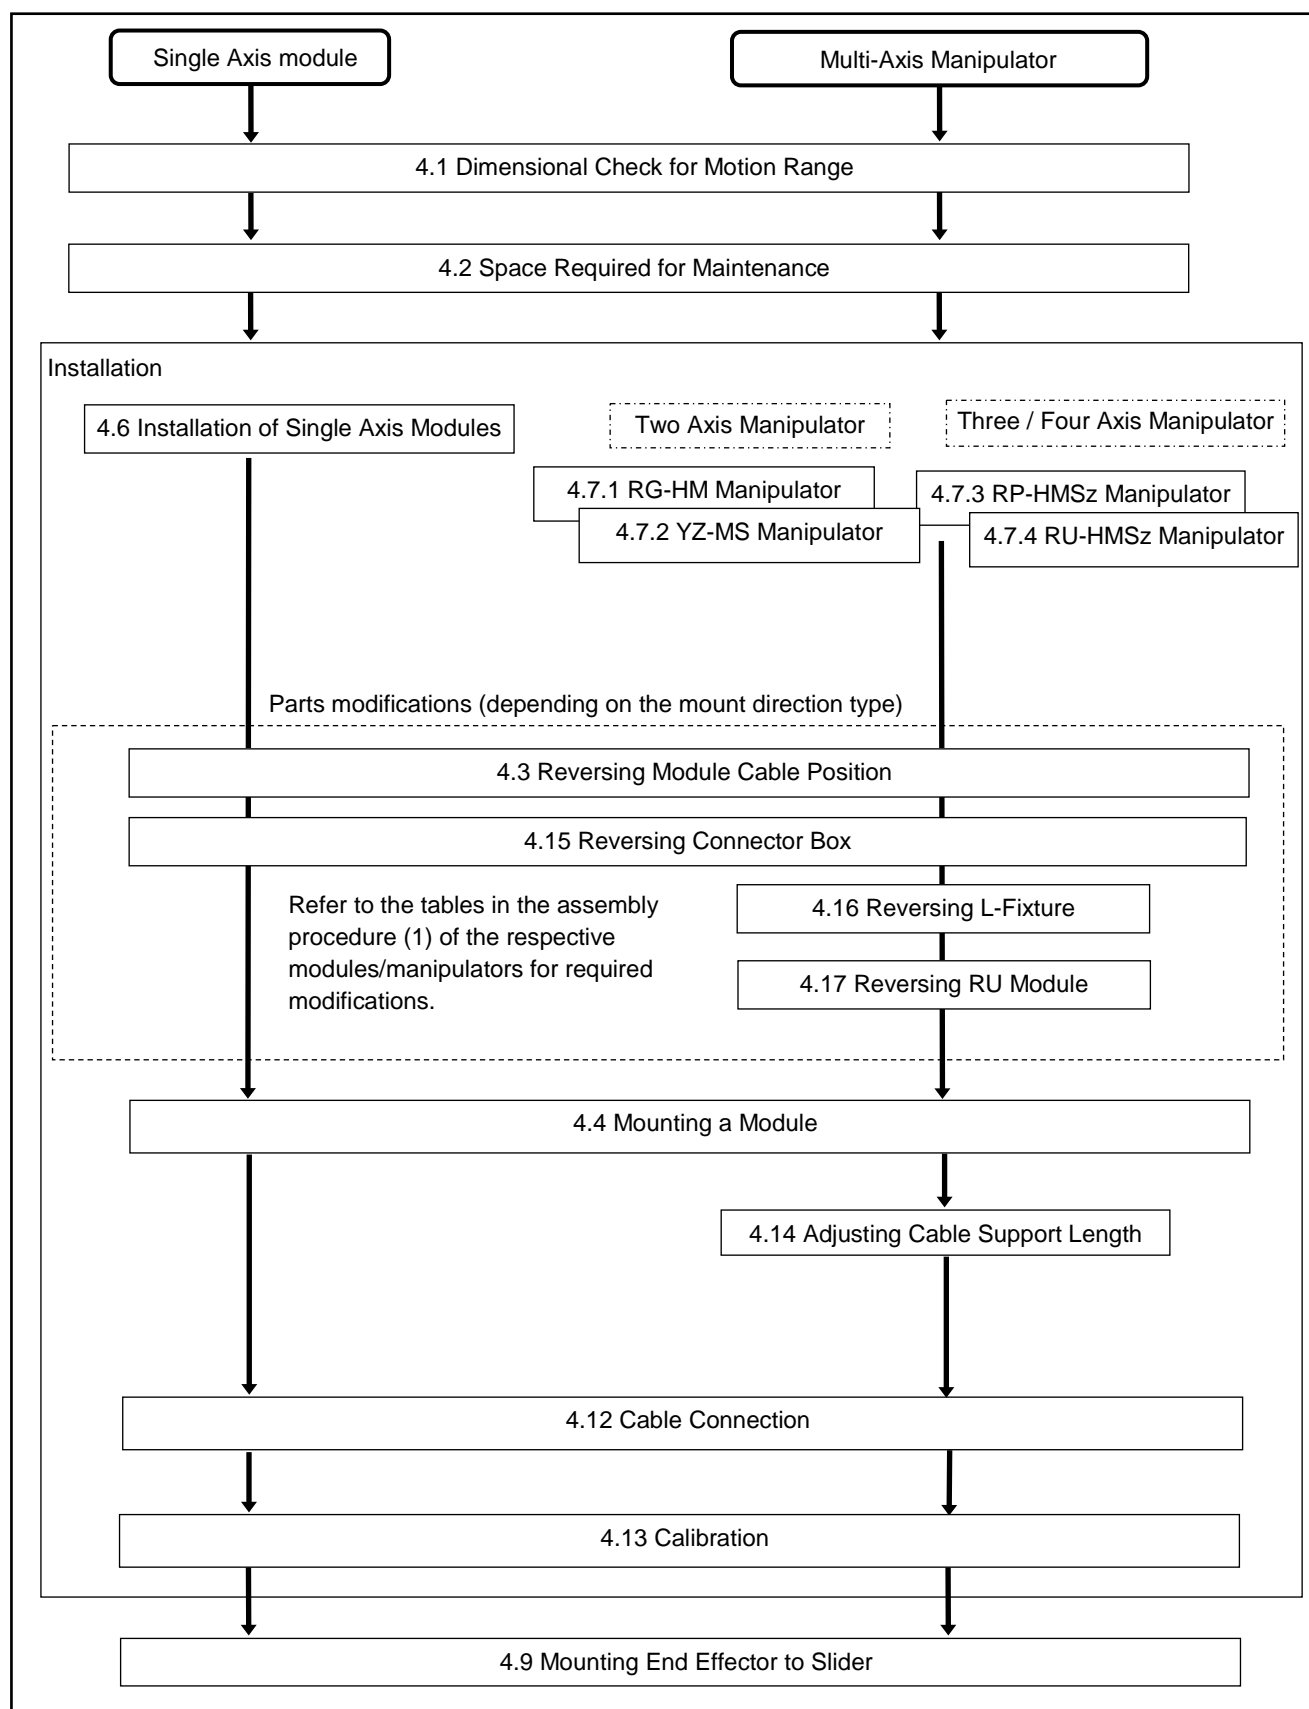 Single Axis module
Multi-Axis Manipulator
4.1 Dimensional Check for Motion Range
4.2 Space Required for Maintenance
Installation
4.6 Installation of Single Axis Modules
Two Axis Manipulator
Three / Four Axis Manipulator
4.7.1 RG-HM Manipulator
4.7.2 YZ-MS Manipulator
4.7.3 RP-HMSz Manipulator
4.7.4 RU-HMSz Manipulator
Parts modifications (depending on the mount direction type)
4.3 Reversing Module Cable Position
4.15 Reversing Connector Box
Refer to the tables in the assembly
procedure (1) of the respective
modules/manipulators for required
modifications.
4.16 Reversing L-Fixture
4.17 Reversing RU Module
4.4 Mounting a Module
4.14 Adjusting Cable Support Length
4.12 Cable Connection
4.13 Calibration
4.9 Mounting End Effector to Slider